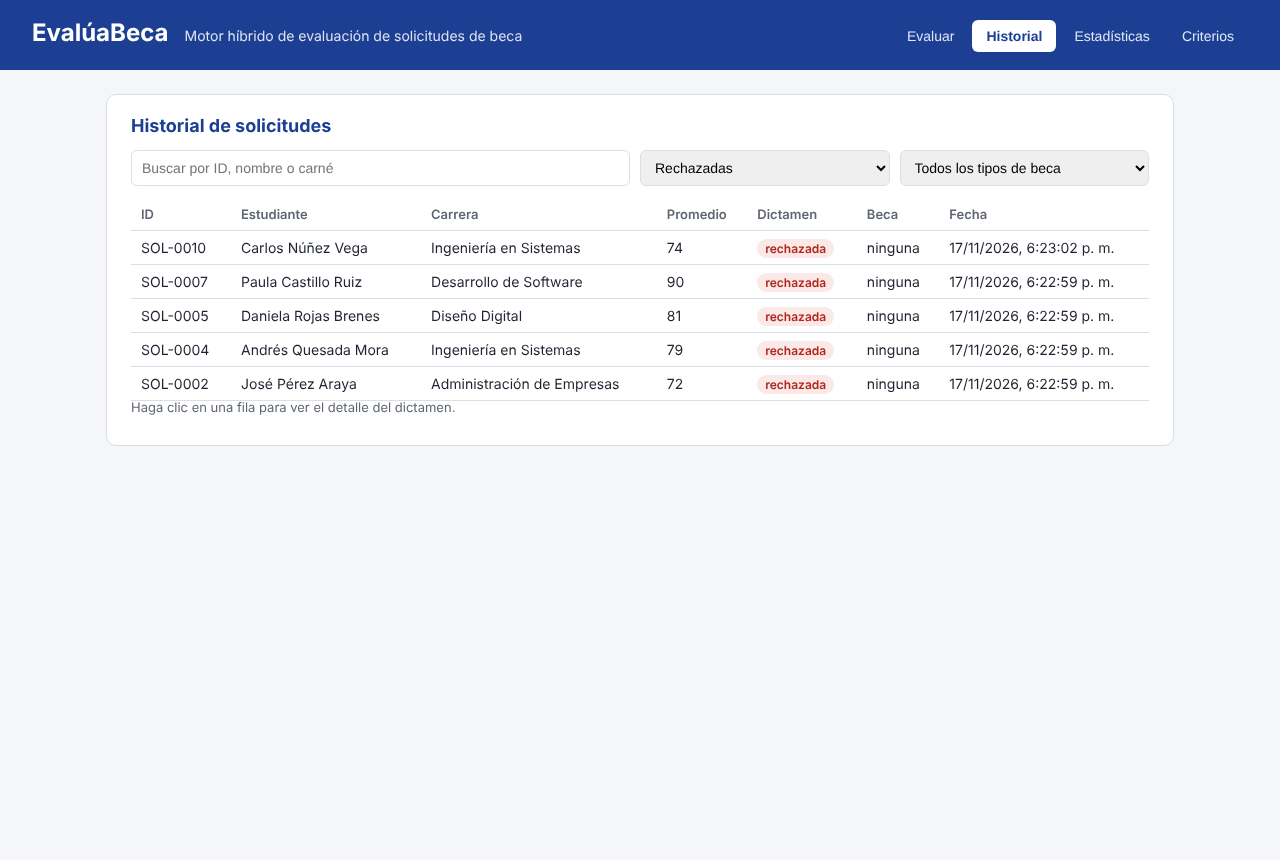 EvalúaBeca Motor híbrido de evaluación de solicitudes de beca Evaluar Historial Estadísticas Criterios
Historial de solicitudes
Buscar por ID, nombre o carné Rechazadas Todos los tipos de beca
ID Estudiante Carrera Promedio Dictamen Beca Fecha
SOL-0010 Carlos Núñez Vega Ingeniería en Sistemas 74 rechazada ninguna 17/11/2026, 6:23:02 p. m.
SOL-0007 Paula Castillo Ruiz Desarrollo de Software 90 rechazada ninguna 17/11/2026, 6:22:59 p. m.
SOL-0005 Daniela Rojas Brenes Diseño Digital 81 rechazada ninguna 17/11/2026, 6:22:59 p. m.
SOL-0004 Andrés Quesada Mora Ingeniería en Sistemas 79 rechazada ninguna 17/11/2026, 6:22:59 p. m.
SOL-0002 José Pérez Araya Administración de Empresas 72 rechazada ninguna 17/11/2026, 6:22:59 p. m.
Haga clic en una fila para ver el detalle del dictamen.